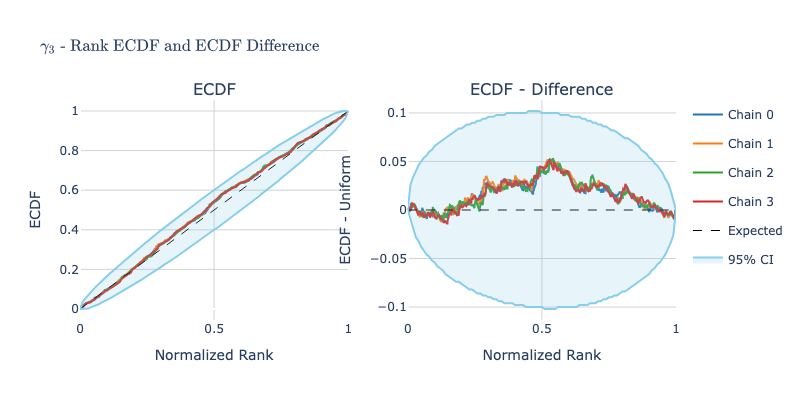 γ₃ - Rank ECDF and ECDF Difference
ECDF
ECDF - Difference
ECDF
1
0.8
0.6
0.4
0.2
0
0
0.5
1
Normalized Rank
ECDF - Uniform
0.1
0.05
0
−0.05
−0.1
0
0.5
1
Normalized Rank
Chain 0
Chain 1
Chain 2
Chain 3
Expected
95% CI